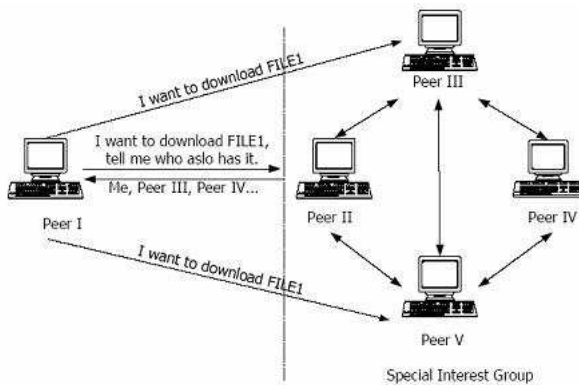 I want to download FILE1
Peer III
I want to download FILE1,
tell me who aslo has it.
Me, Peer III, Peer IV...
Peer I
Peer II
Peer IV
I want to download FILE1
Peer V
Special Interest Group